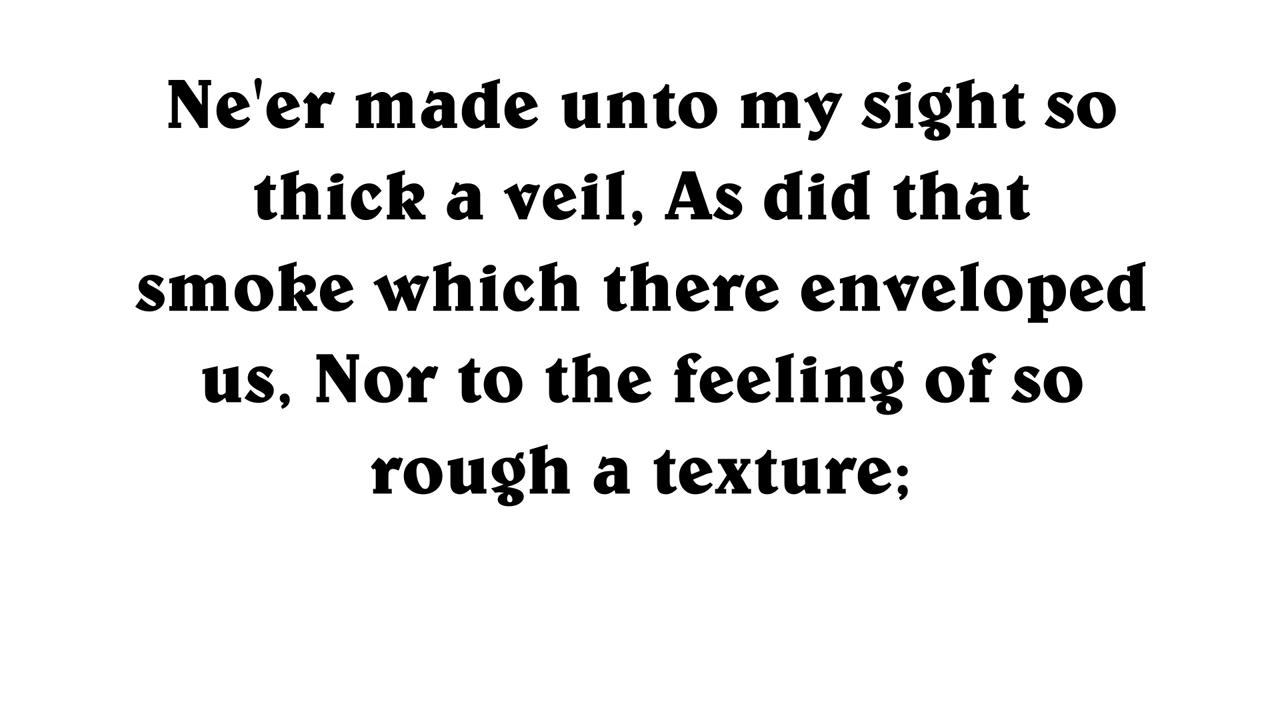 Ne'er made unto my sight so
thick a veil, As did that
smoke which there enveloped
us, Nor to the feeling of so
rough a texture;